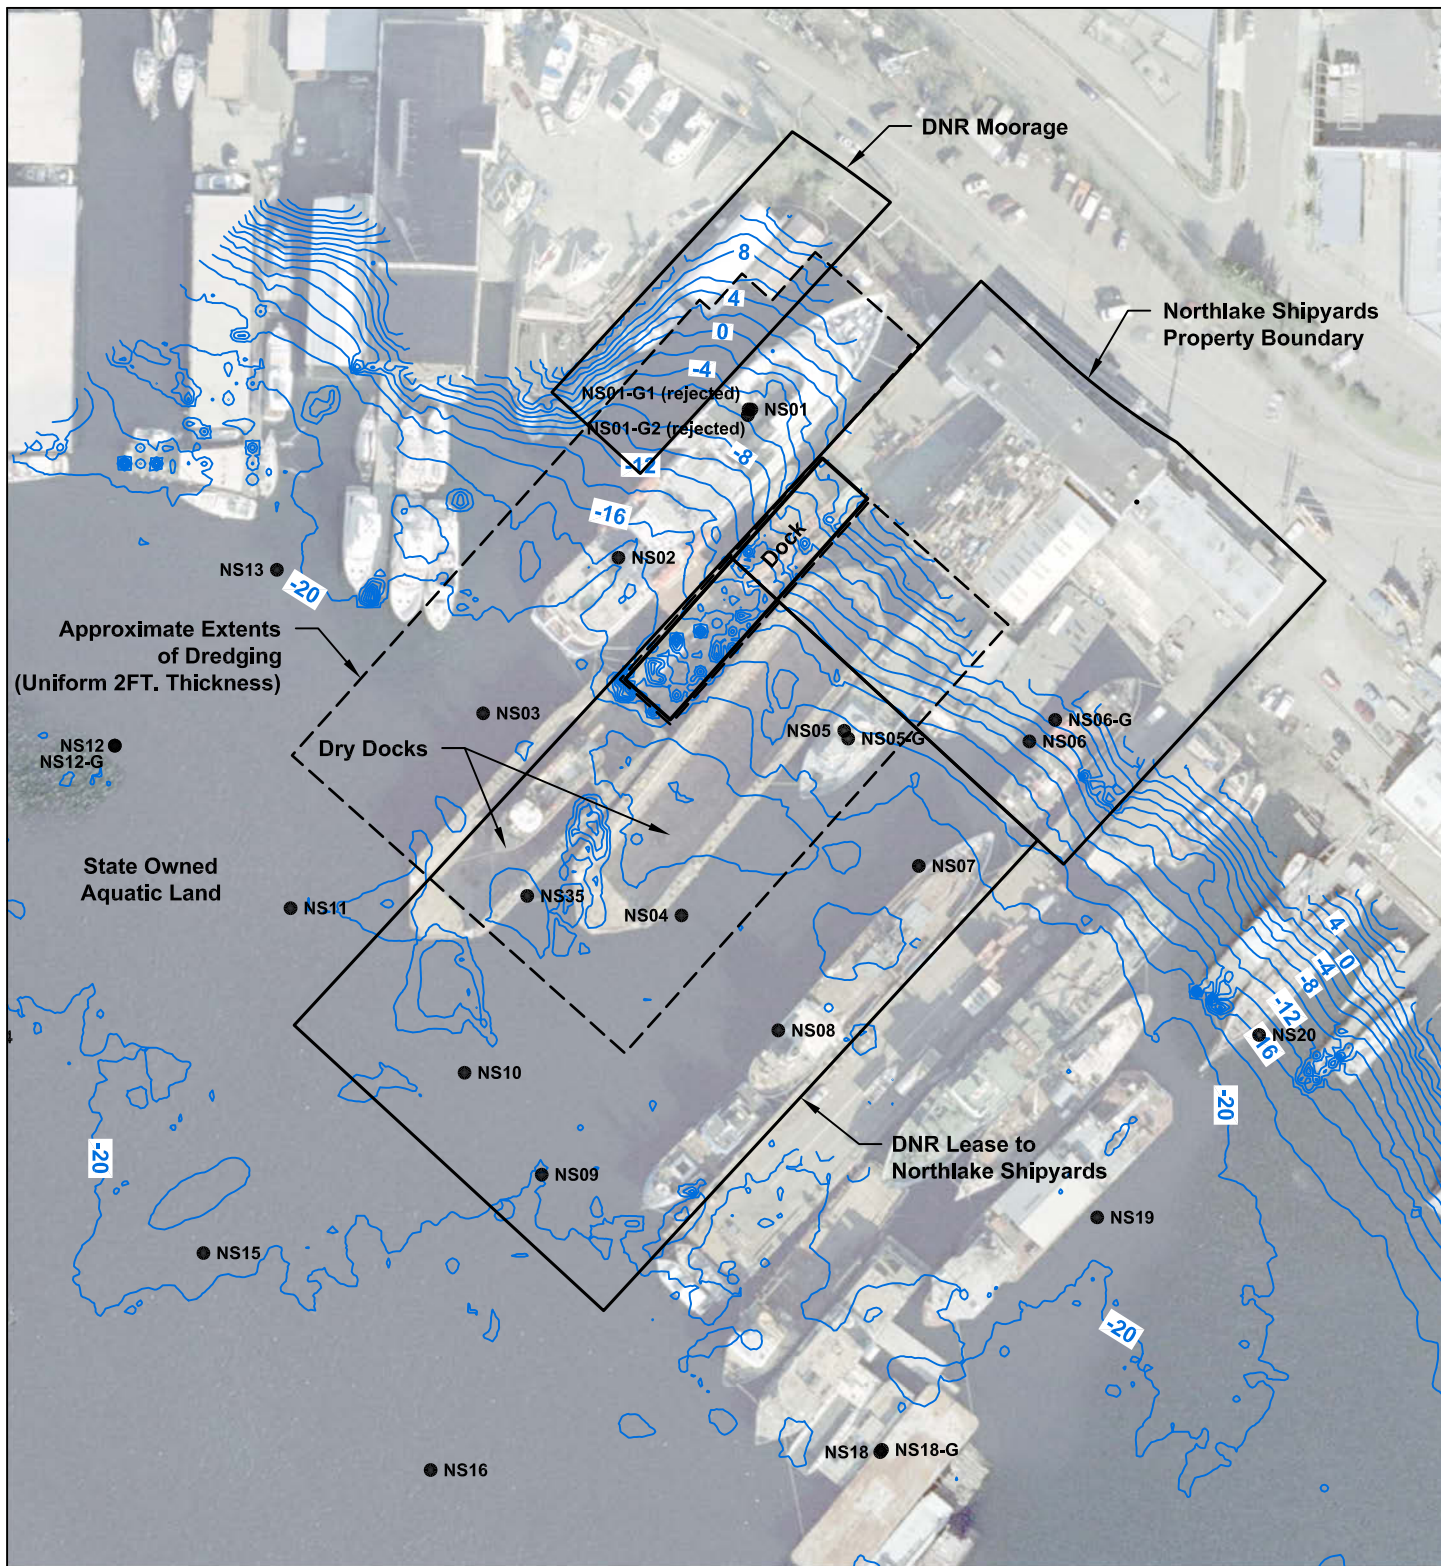 DNR Moorage
8
4
0
-4
Northlake Shipyards
Property Boundary
NS01-G1 (rejected)
NS01
NS01-G2 (rejected)
-8
-12
-16
Dock
NS02
NS13
-20
Approximate Extents
of Dredging
(Uniform 2FT. Thickness)
NS03
NS05
NS05-G
NS06-G
NS06
NS12
NS12-G
Dry Docks
State Owned
Aquatic Land
NS07
NS35
NS11
NS04
4
0
-4
-8
-12
-16
NS20
NS08
NS10
-20
-20
DNR Lease to
Northlake Shipyards
NS09
NS19
NS15
-20
NS18
NS18-G
NS16